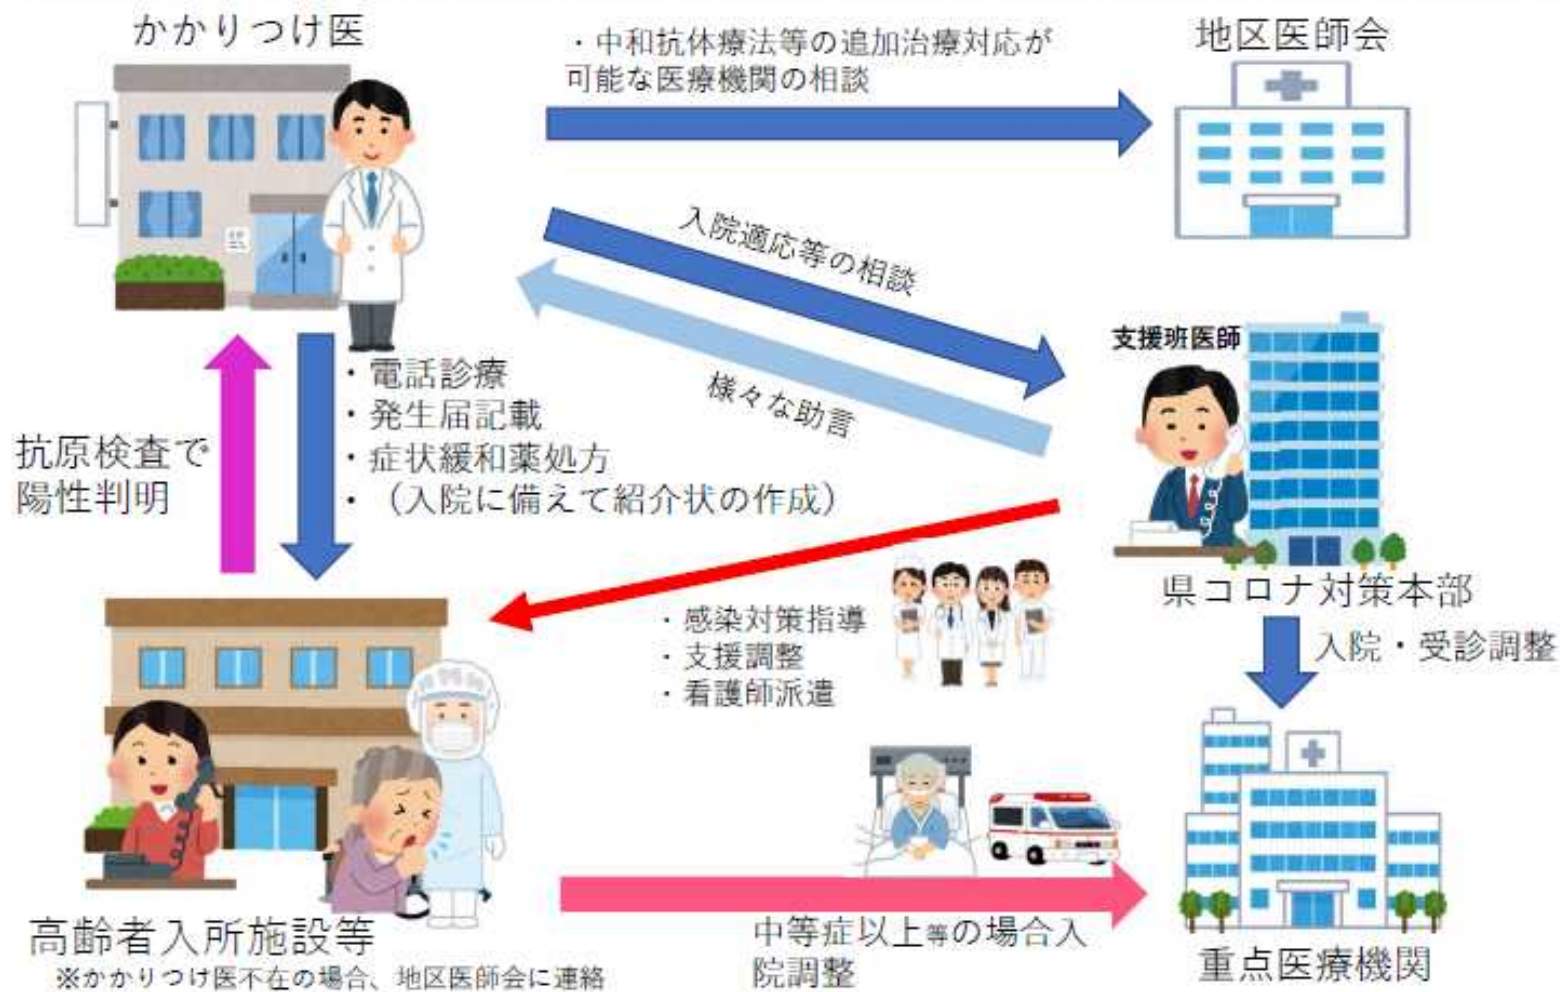 かかりつけ医
・中和抗体療法等の追加治療対応が
可能な医療機関の相談
地区医師会
入院適応等の相談
様々な助言
支援班医師
県コロナ対策本部
抗原検査で
陽性判明
・電話診療
・発生届記載
・症状緩和薬処方
・（入院に備えて紹介状の作成）
・感染対策指導
・支援調整
・看護師派遣
入院・受診調整
高齢者入所施設等
※かかりつけ医不在の場合、地区医師会に連絡
中等症以上等の場合入
院調整
重点医療機関